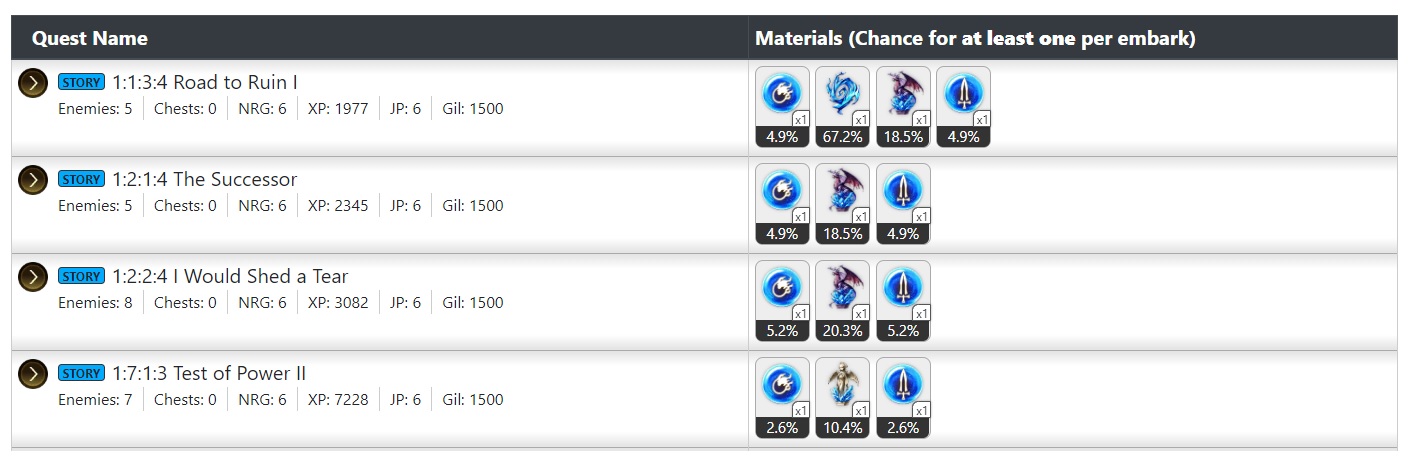 Quest Name
Materials (Chance for at least one per embark)
STORY 1:1:3:4 Road to Ruin I
Enemies: 5 Chests: 0 NRG: 6 XP: 1977 JP: 6 Gil: 1500
x1 x1 x1 x1
4.9% 67.2% 18.5% 4.9%
STORY 1:2:1:4 The Successor
Enemies: 5 Chests: 0 NRG: 6 XP: 2345 JP: 6 Gil: 1500
x1 x1 x1
4.9% 18.5% 4.9%
STORY 1:2:2:4 I Would Shed a Tear
Enemies: 8 Chests: 0 NRG: 6 XP: 3082 JP: 6 Gil: 1500
x1 x1 x1
5.2% 20.3% 5.2%
STORY 1:7:1:3 Test of Power II
Enemies: 7 Chests: 0 NRG: 6 XP: 7228 JP: 6 Gil: 1500
x1 x1 x1
2.6% 10.4% 2.6%